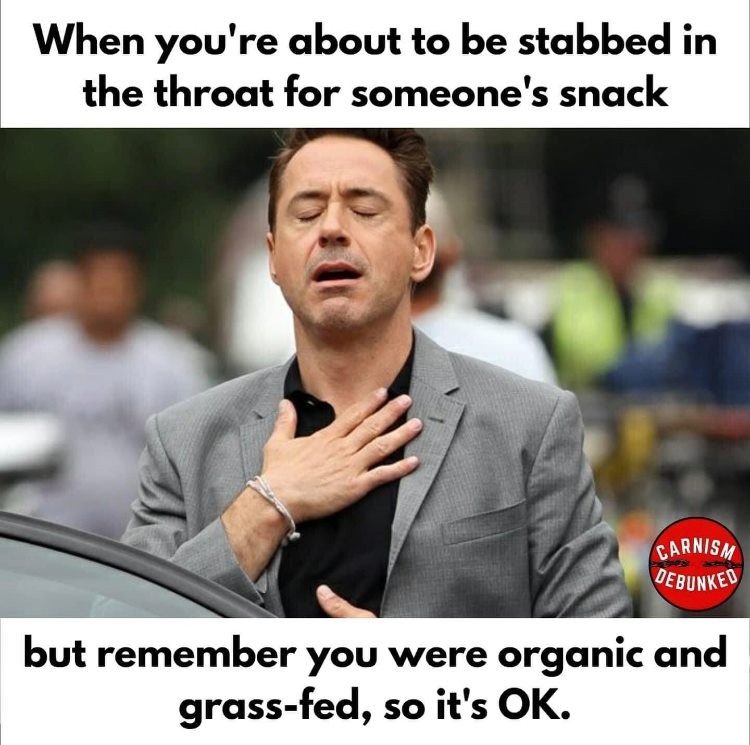 When you're about to be stabbed in
the throat for someone's snack
CARNISM
DEBUNKED
but remember you were organic and
grass-fed, so it's OK.